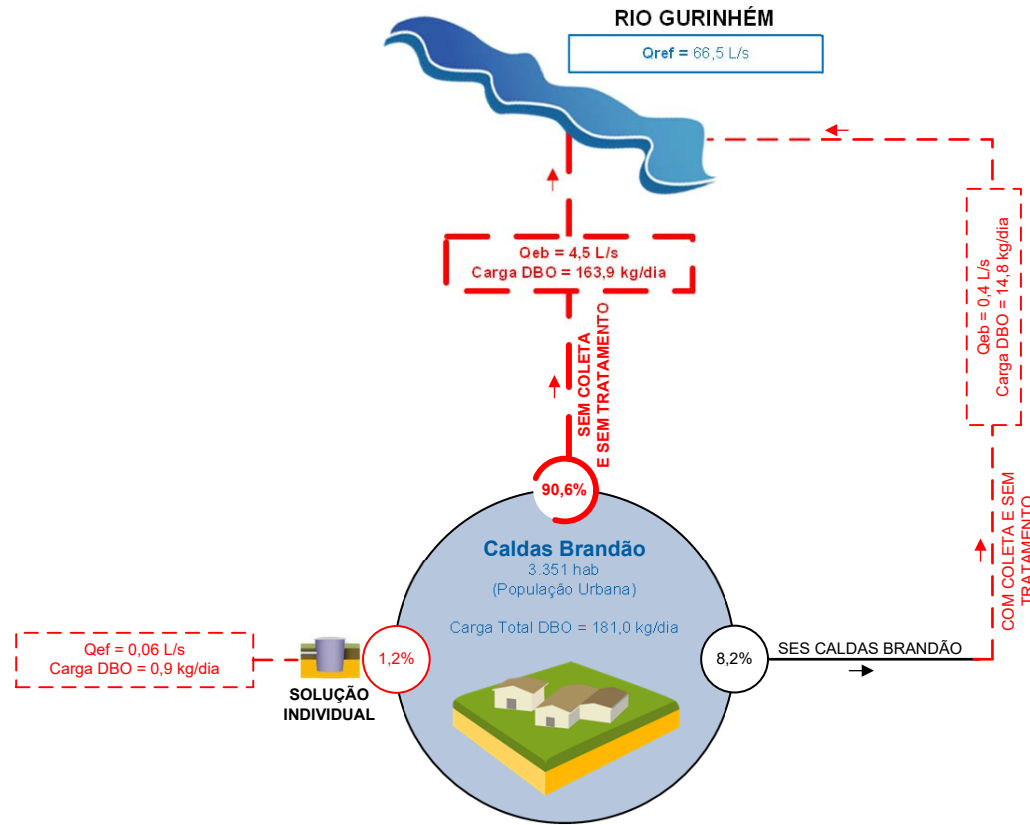 RIO GURINHÉM
Qref = 66,5 L/s
Qeb = 4,5 L/s
Carga DBO = 163,9 kg/dia
SEM COLETA
E SEM TRATAMENTO
Qeb = 0,4 L/s
Carga DBO = 14,8 kg/dia
COM COLETA E SEM
TRATAMENTO
90,6%
Caldas Brandão
3.351 hab
(População Urbana)
Carga Total DBO = 181,0 kg/dia
Qef = 0,06 L/s
Carga DBO = 0,9 kg/dia
SOLUÇÃO
INDIVIDUAL
1,2%
8,2%
SES CALDAS BRANDÃO